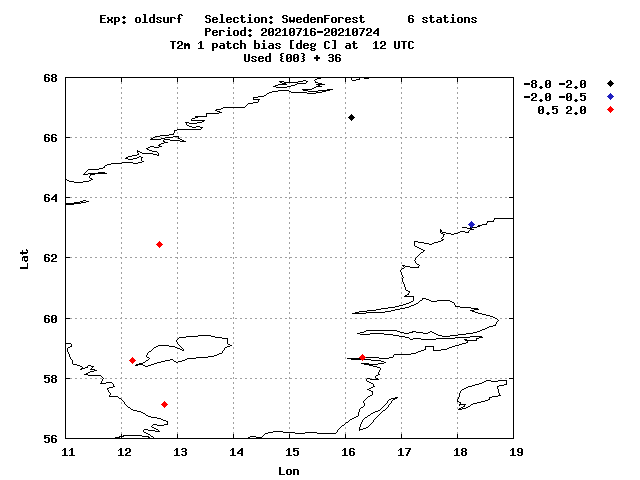 Exp: oldsurf   Selection: SwedenForest      6 stations
Period: 20210716-20210724
T2m 1 patch bias [deg C] at  12 UTC
Used {00} + 36
-8.0 -2.0
-2.0 -0.5
0.5 2.0
68
66
64
62
60
58
56
Lat
11 12 13 14 15 16 17 18 19
Lon